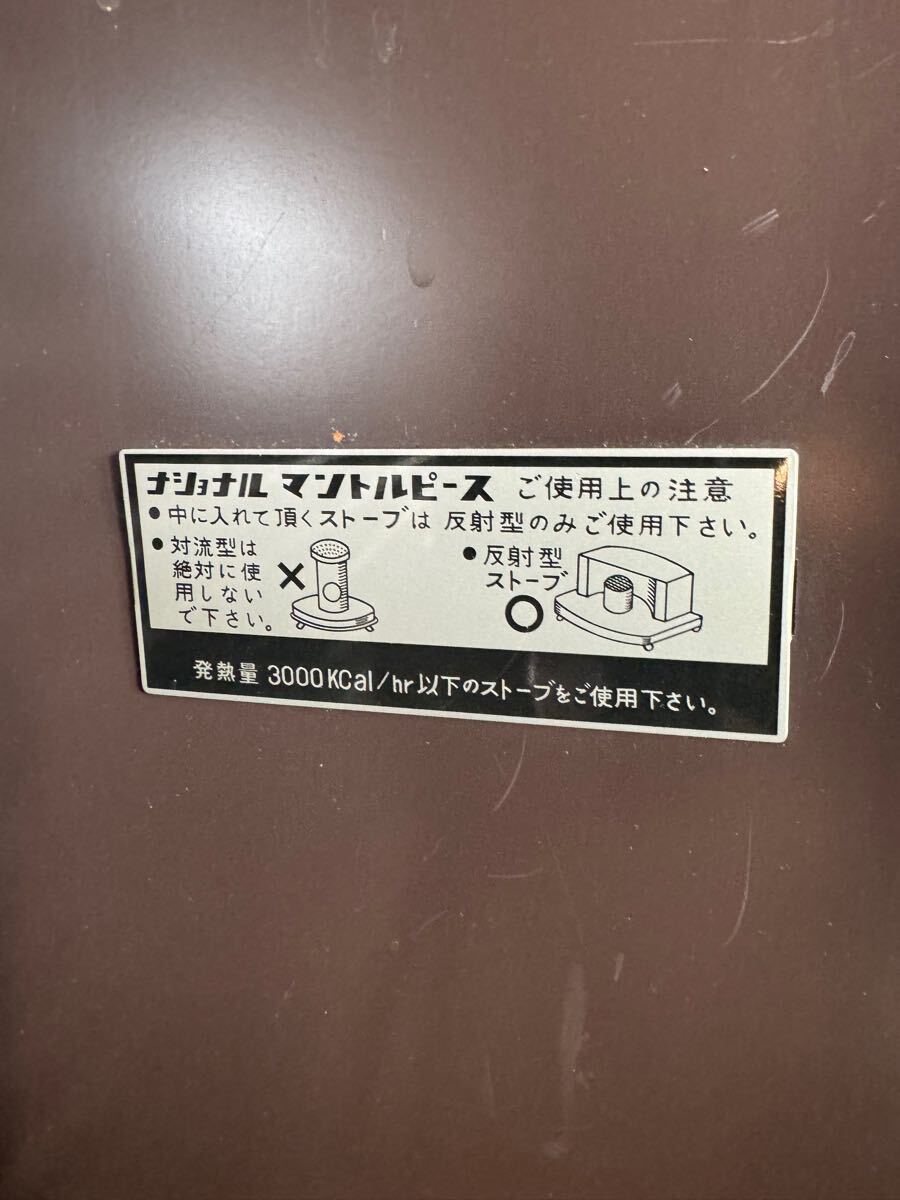 ナショナル マントルピース ご使用上の注意
● 中に入れて頂くストーブは 反射型のみご使用下さい。
● 対流型は
絶対に使
用しない
で下さい。
×
● 反射型
ストーブ
○
発熱量 3000KCal/hr以下のストーブをご使用下さい。